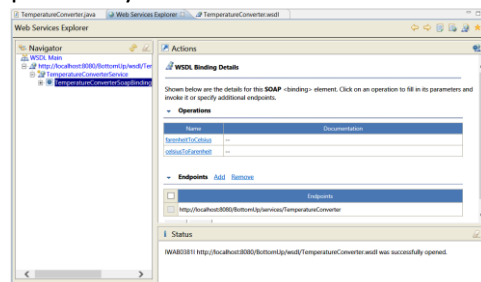 TemperatureConverter.java
Web Services Explorer
TemperatureConverter.wsdl
Web Services Explorer
Navigator
WSDL Main
http://localhost:8080/BottomUp/wsdl/Ter
TemperatureConverterService
TemperatureConverterSoapBinding
Actions
WSDL Binding Details
Shown below are the details for this SOAP <binding> element. Click on an operation to fill in its parameters and
invoke it or specify additional endpoints.
Operations
Name Documentation
farenheitToCelsius --
celsiusToFarenheit --
Endpoints Add Remove
Endpoints
http://localhost:8080/BottomUp/services/TemperatureConverter
Status
IWAB0381I http://localhost:8080/BottomUp/wsdl/TemperatureConverter.wsdl was successfully opened.